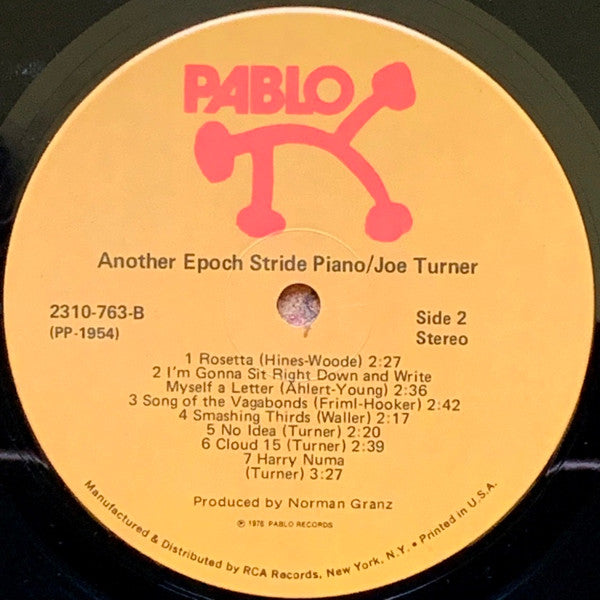 PABLO
Another Epoch Stride Piano/Joe Turner
2310-763-B
(PP-1954)
Side 2
Stereo
1 Rosetta (Hines-Woode) 2:27
2 I'm Gonna Sit Right Down and Write
Myself a Letter (Ahlert-Young) 2:36
3 Song of the Vagabonds (Friml-Hooker) 2:42
4 Smashing Thirds (Waller) 2:17
5 No Idea (Turner) 2:20
6 Cloud 15 (Turner) 2:39
7 Harry Numa
(Turner) 3:27
Produced by Norman Granz
℗ 1976 PABLO RECORDS
Manufactured & Distributed by RCA Records, New York, N.Y. • Printed in U.S.A.